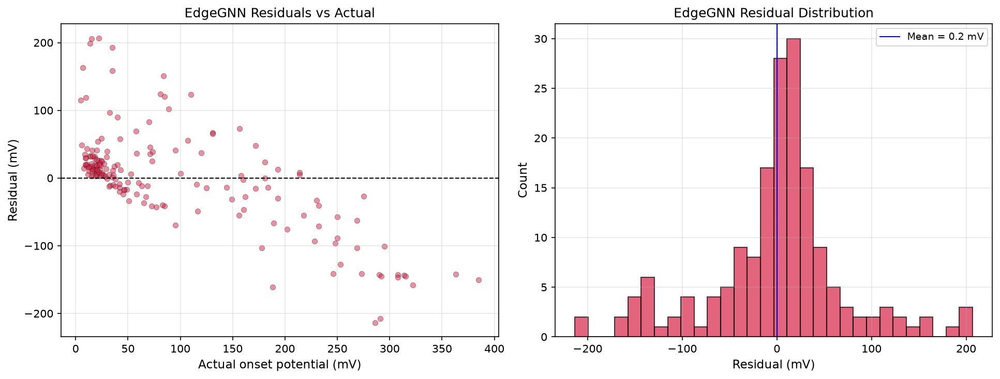 EdgeGNN Residuals vs Actual
200
100
0
−100
−200
Residual (mV)
0 50 100 150 200 250 300 350 400
Actual onset potential (mV)
EdgeGNN Residual Distribution
Mean = 0.2 mV
30
25
20
15
10
5
0
Count
−200 −100 0 100 200
Residual (mV)